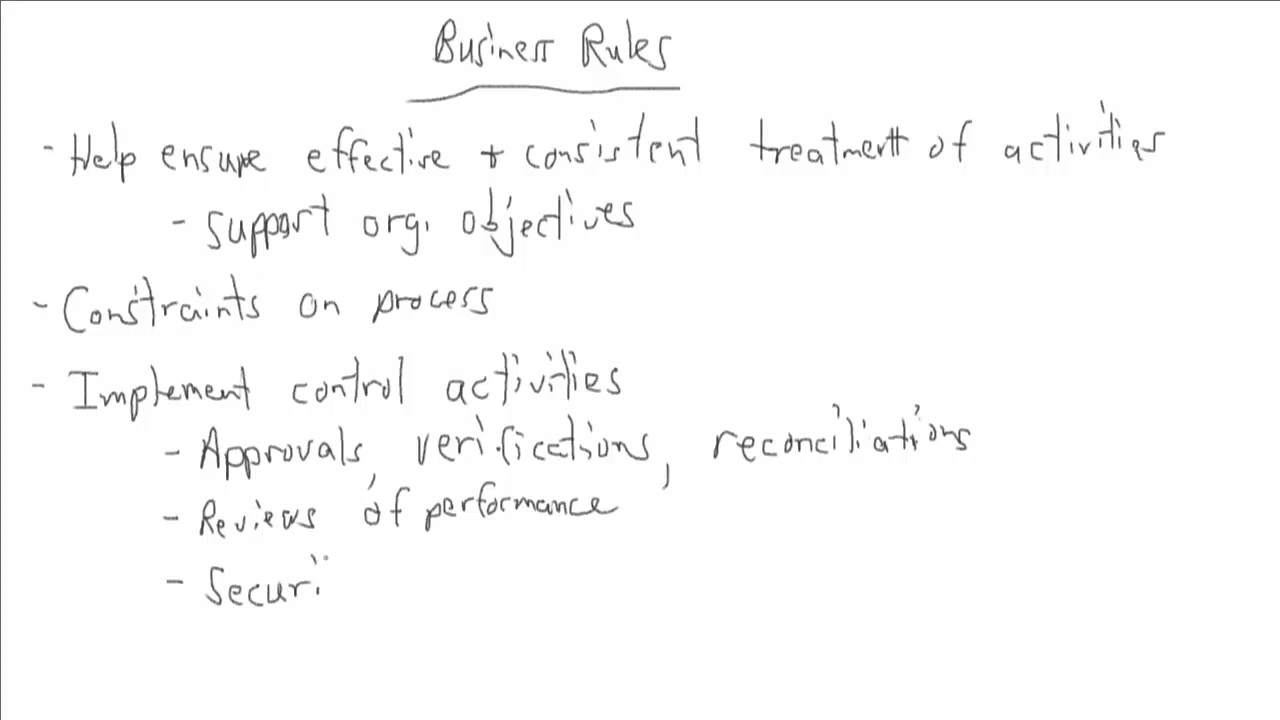 Business Rules
- Help ensure effective + consistent treatment of activities
- support org. objectives
- Constraints on process
- Implement control activities
- Approvals, verifications, reconciliations
- Reviews of performance
- Securi